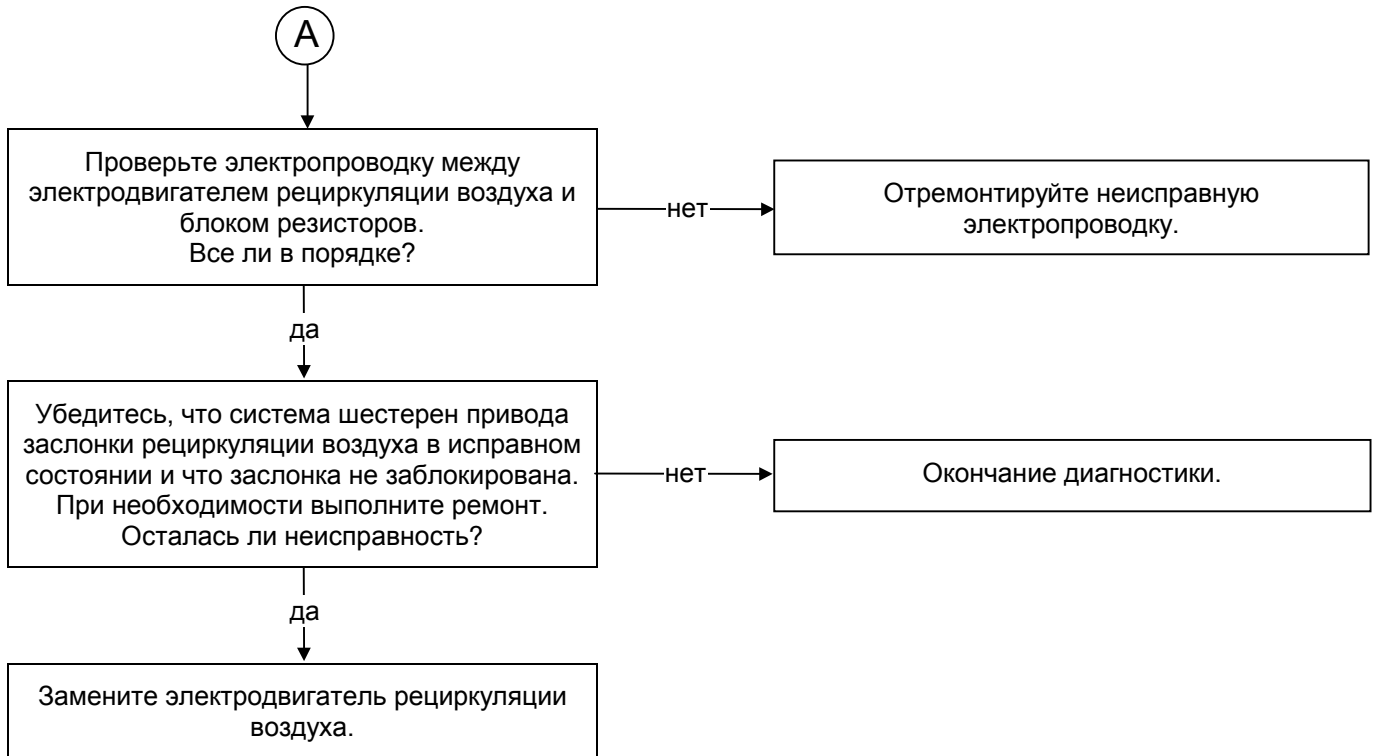 A
Проверьте электропроводку между
электродвигателем рециркуляции воздуха и
блоком резисторов.
Все ли в порядке?
нет
Отремонтируйте неисправную
электропроводку.
да
Убедитесь, что система шестерен привода
заслонки рециркуляции воздуха в исправном
состоянии и что заслонка не заблокирована.
При необходимости выполните ремонт.
Осталась ли неисправность?
нет
Окончание диагностики.
да
Замените электродвигатель рециркуляции
воздуха.